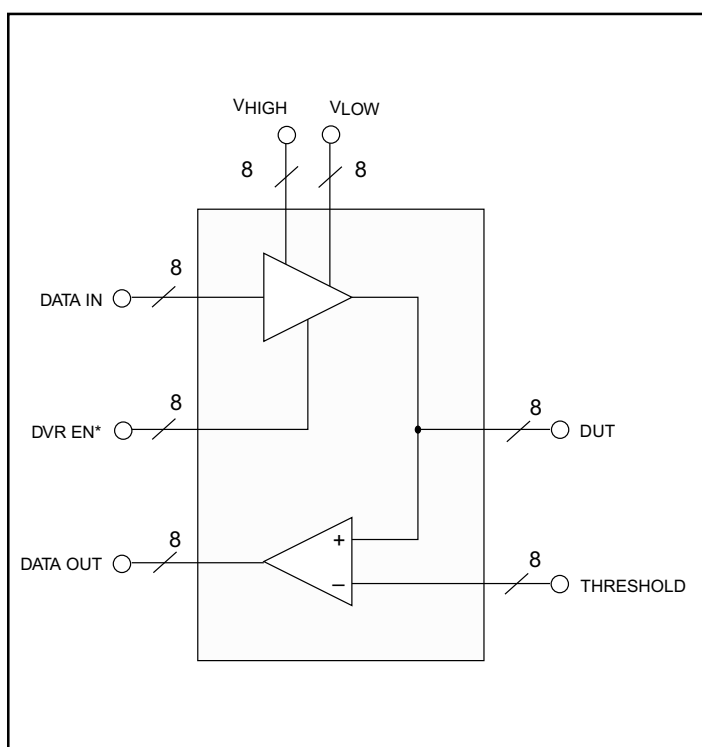 VHIGH VLOW
8 8
8
DATA IN
8
DVR EN*
8
DUT
8
DATA OUT
+
8
THRESHOLD
−